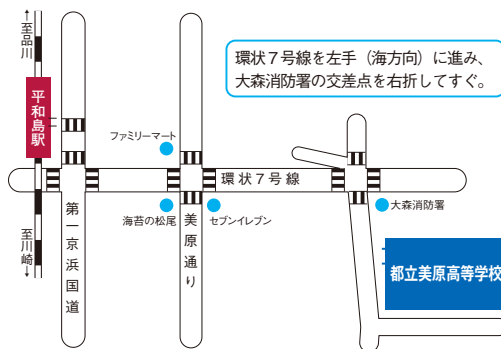 ←至品川
平和島駅
至川崎→
環状7号線を左手（海方向）に進み、
大森消防署の交差点を右折してすぐ。
ファミリーマート
環状7号線
海苔の松尾
セブンイレブン
大森消防署
第一京浜国道
美原通り
都立美原高等学校